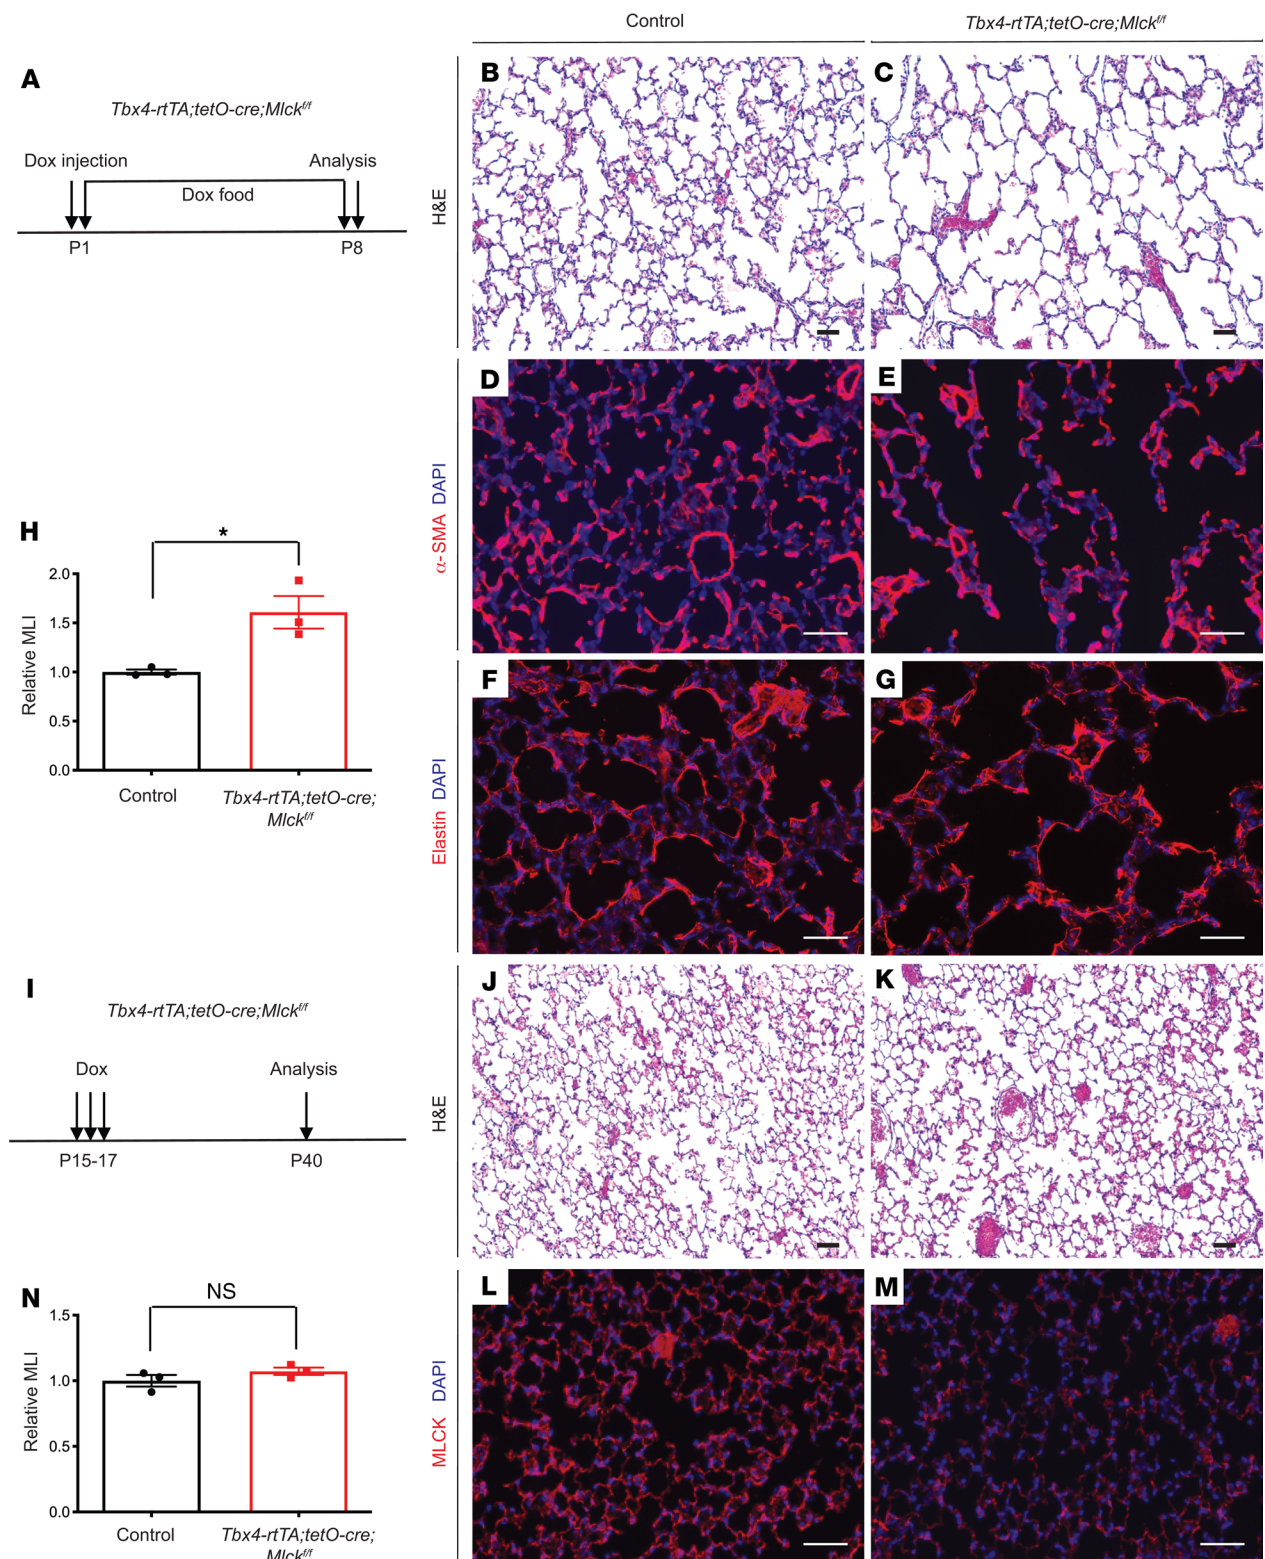 Control
Tbx4-rtTA;tetO-cre;Mlck^f/f
A
Tbx4-rtTA;tetO-cre;Mlck^f/f
Dox injection
Analysis
Dox food
P1
P8
H&E
B
C
α-SMA DAPI
D
E
H
*
2.0
1.5
1.0
0.5
0.0
Relative MLI
Control
Tbx4-rtTA;tetO-cre;
Mlck^f/f
Elastin DAPI
F
G
I
Tbx4-rtTA;tetO-cre;Mlck^f/f
Dox
Analysis
P15-17
P40
H&E
J
K
N
NS
1.5
1.0
0.5
0.0
Relative MLI
Control
Tbx4-rtTA;tetO-cre;
Mlck^f/f
MLCK DAPI
L
M